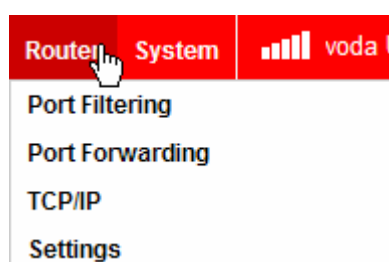 Router System voda
Port Filtering
Port Forwarding
TCP/IP
Settings